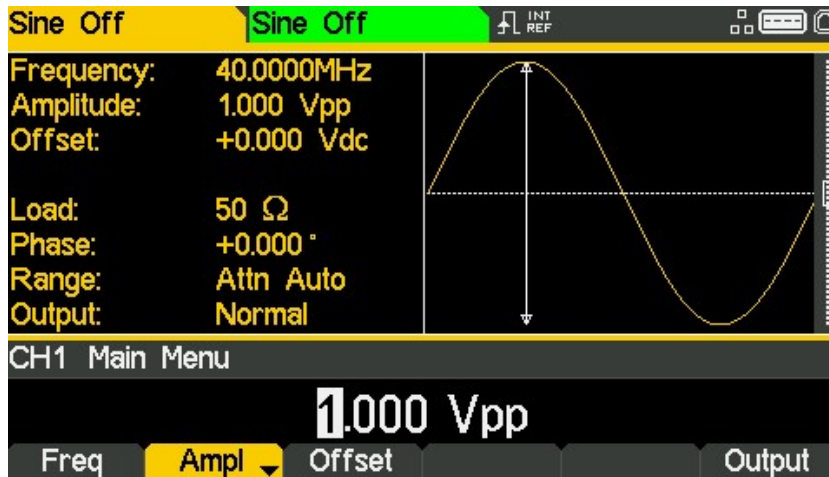 Sine Off Sine Off INT REF
Frequency: 40.0000MHz
Amplitude: 1.000 Vpp
Offset: +0.000 Vdc
Load: 50 Ω
Phase: +0.000 °
Range: Attn Auto
Output: Normal
CH1 Main Menu
1.000 Vpp
Freq Ampl Offset Output